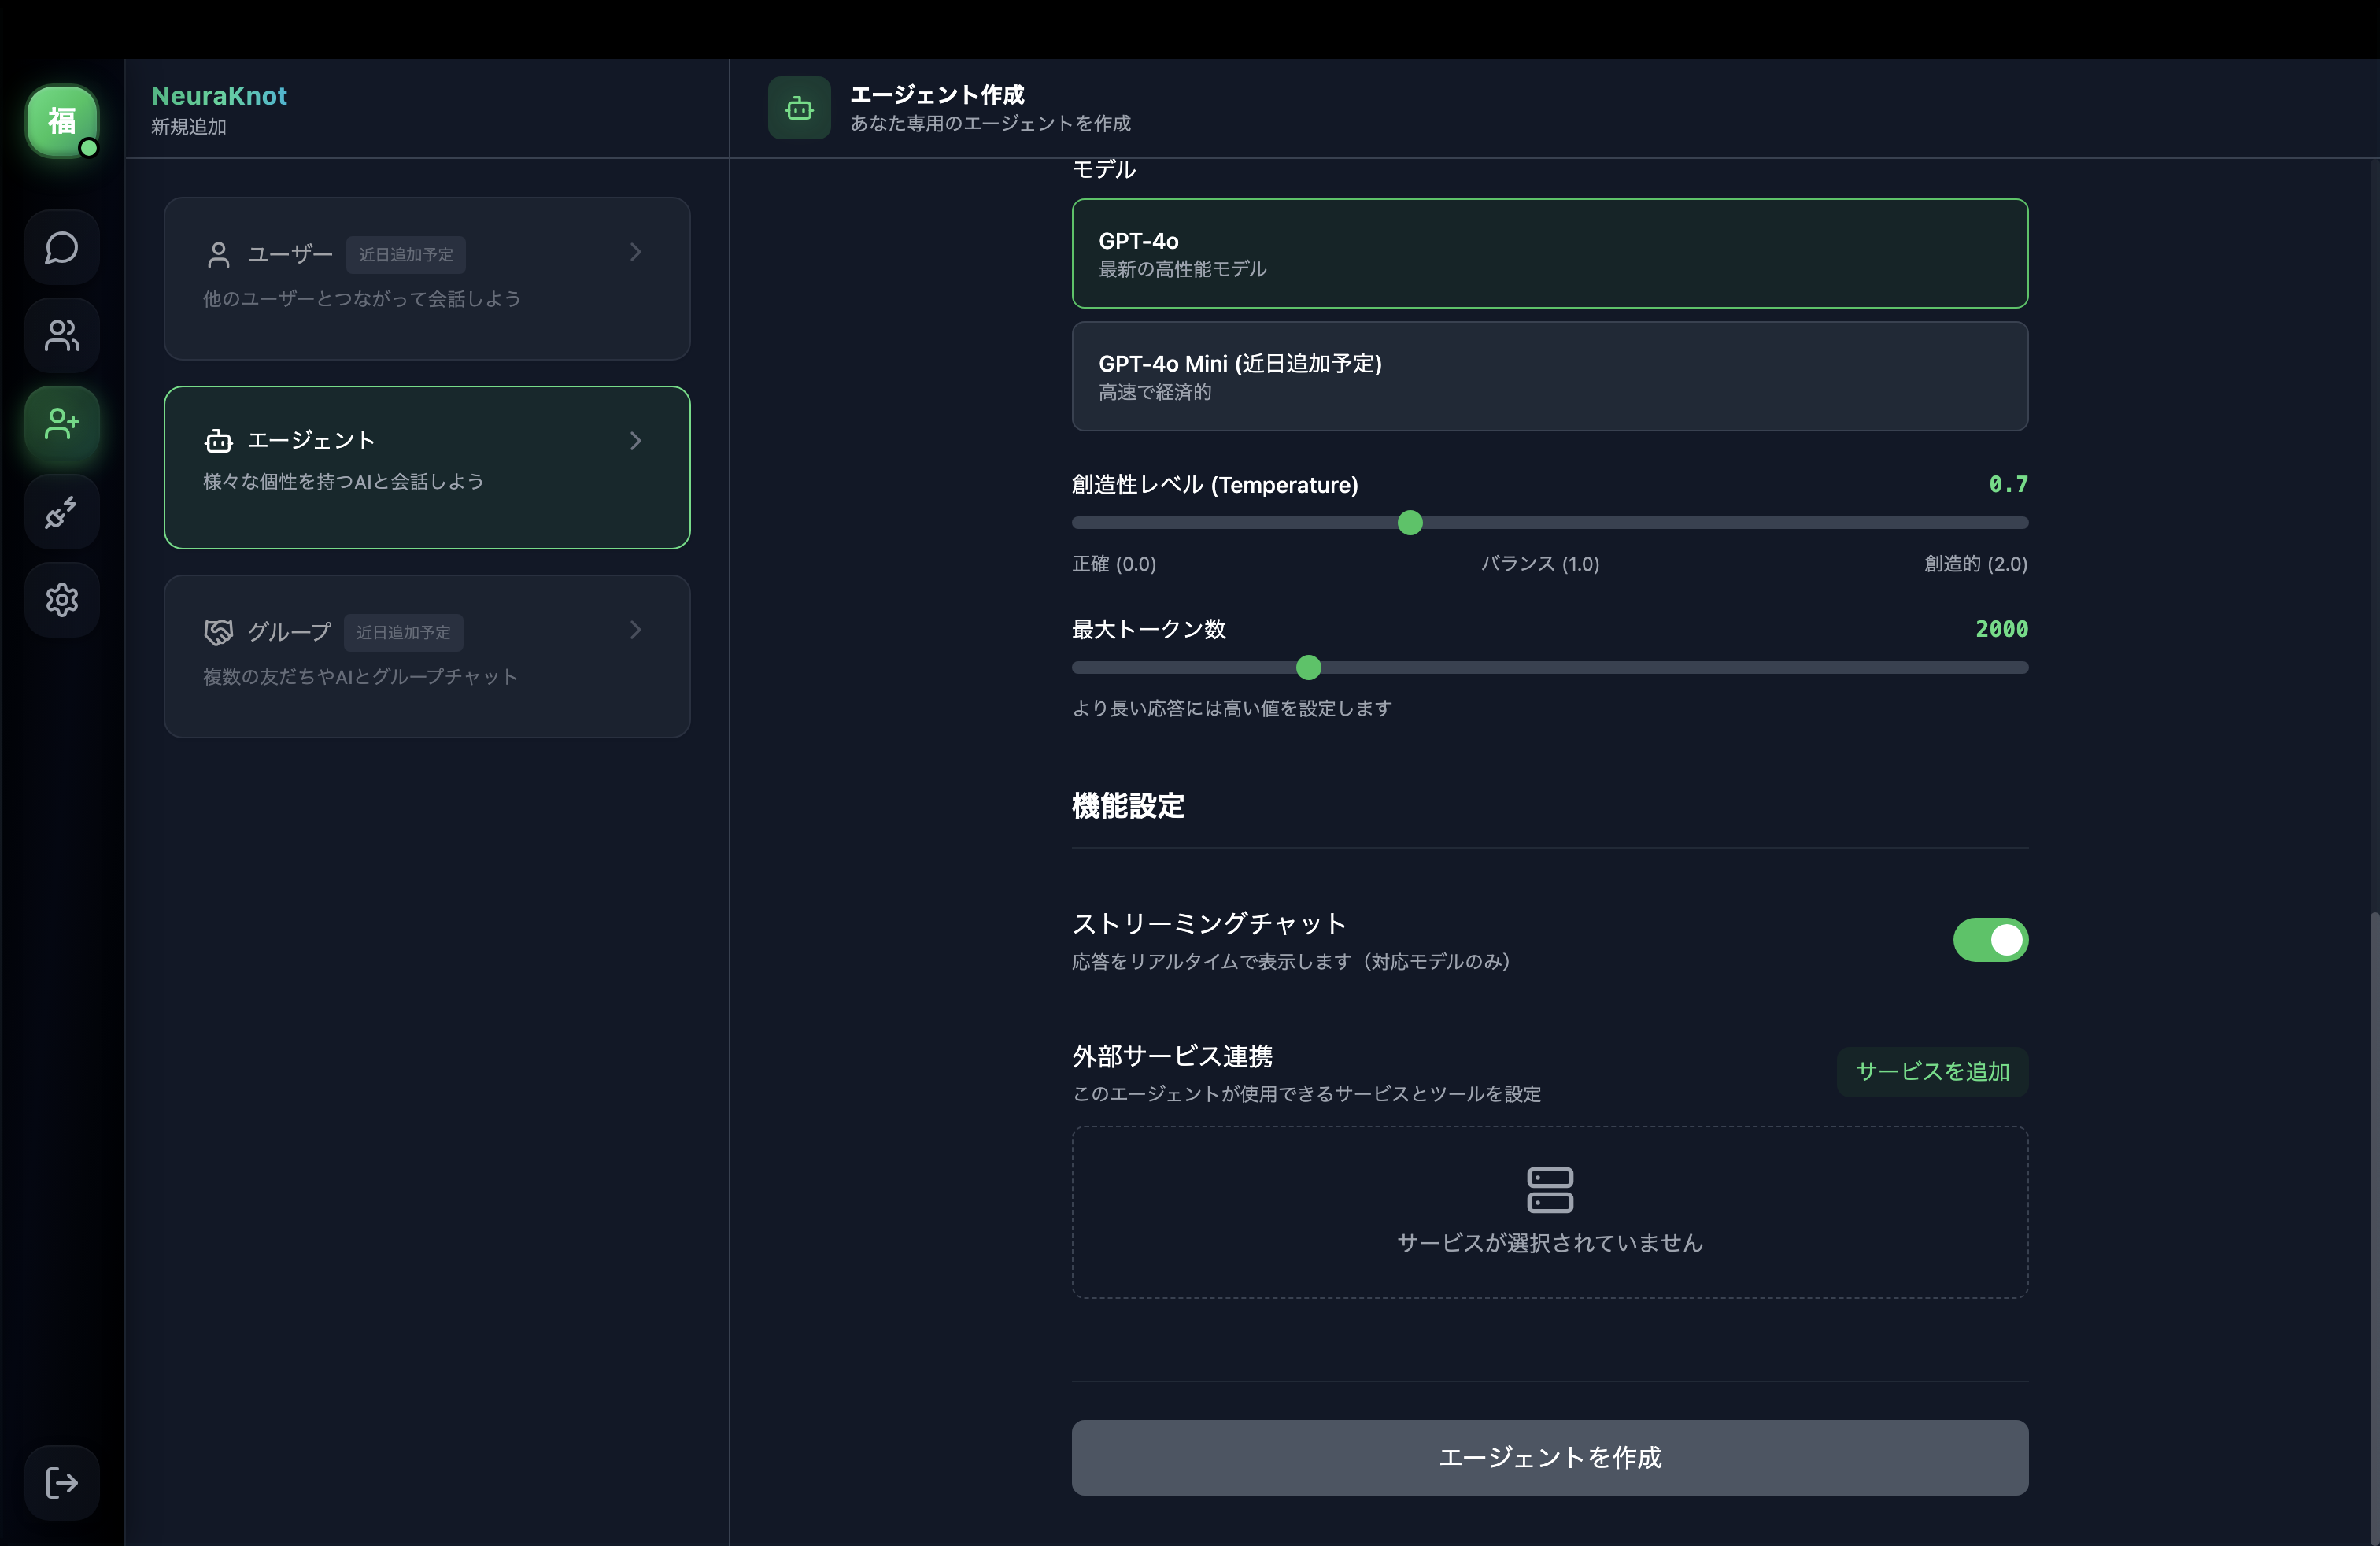 福
NeuraKnot
新規追加
ユーザー 近日追加予定
他のユーザーとつながって会話しよう
エージェント
様々な個性を持つAIと会話しよう
グループ 近日追加予定
複数の友だちやAIとグループチャット
エージェント作成
あなた専用のエージェントを作成
モデル
GPT-4o
最新の高性能モデル
GPT-4o Mini (近日追加予定)
高速で経済的
創造性レベル (Temperature) 0.7
正確 (0.0) バランス (1.0) 創造的 (2.0)
最大トークン数 2000
より長い応答には高い値を設定します
機能設定
ストリーミングチャット
応答をリアルタイムで表示します（対応モデルのみ）
外部サービス連携
サービスを追加
このエージェントが使用できるサービスとツールを設定
サービスが選択されていません
エージェントを作成